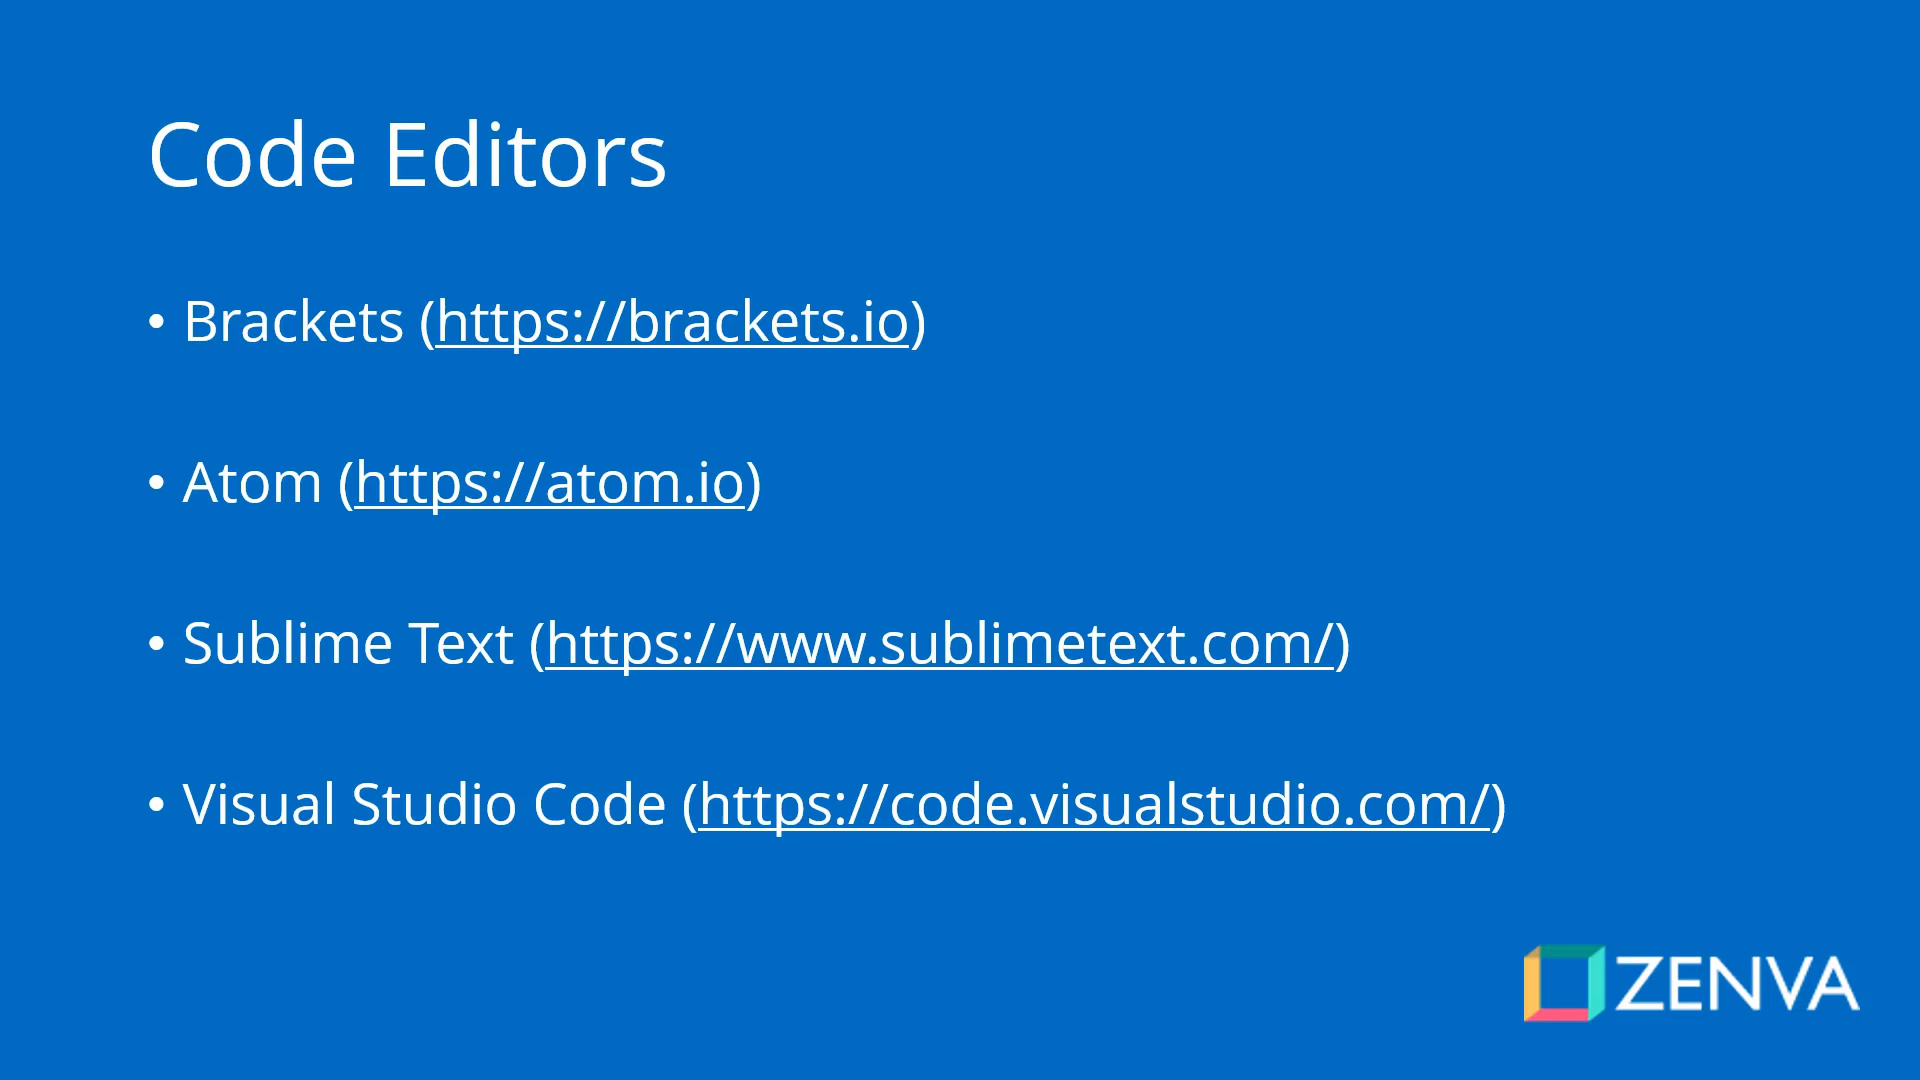 Code Editors
• Brackets (https://brackets.io)
• Atom (https://atom.io)
• Sublime Text (https://www.sublimetext.com/)
• Visual Studio Code (https://code.visualstudio.com/)
ZENVA